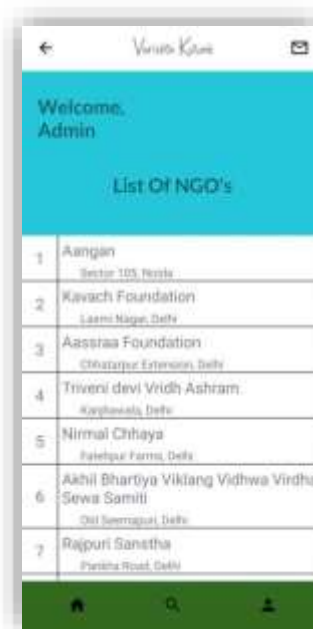 Welcome,
Admin
List Of NGO's
1 Aangan
Sector 105, Noida
2 Kavach Foundation
Laxmi Nagar, Delhi
3 Aassraa Foundation
Chhatarpur Extension, Delhi
4 Triveni devi Vridh Ashram
Kanjhawala, Delhi
5 Nirmal Chhaya
Fatehpur Farms, Delhi
6 Akhil Bhartiya Viklang Vidhwa Virdha
Sewa Samiti
Old Seemapuri, Delhi
7 Rajpuri Sanstha
Pankha Road, Delhi